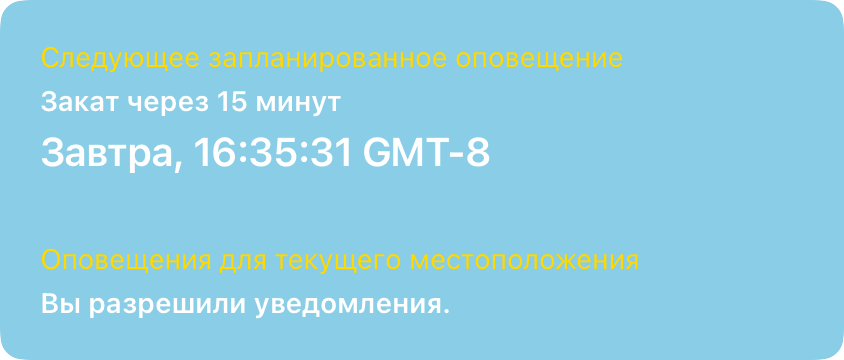 Следующее запланированное оповещение
Закат через 15 минут
Завтра, 16:35:31 GMT-8
Оповещения для текущего местоположения
Вы разрешили уведомления.